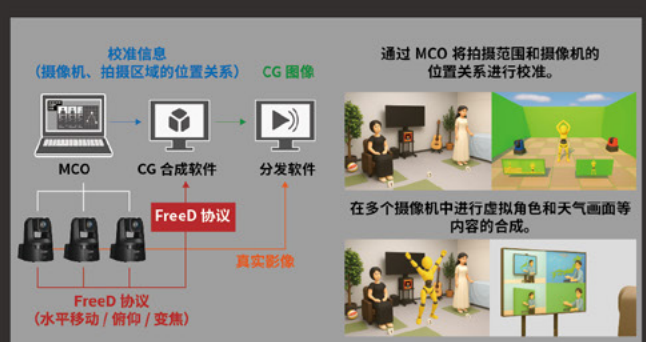 校准信息
（摄像机、拍摄区域的位置关系）
CG 图像
MCO
CG 合成软件
分发软件
FreeD 协议
真实影像
FreeD 协议
（水平移动 / 俯仰 / 变焦）
通过 MCO 将拍摄范围和摄像机的
位置关系进行校准。
在多个摄像机中进行虚拟角色和天气画面等
内容的合成。